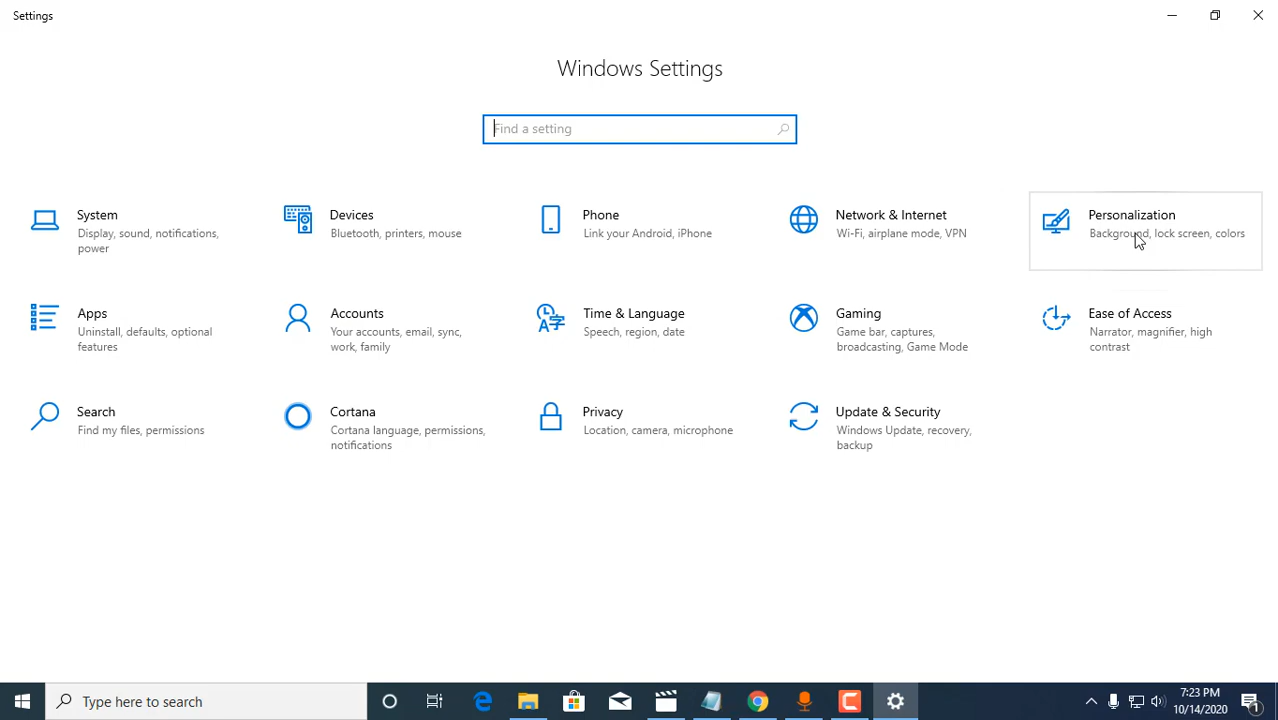 Settings
Windows Settings
Find a setting
System
Display, sound, notifications,
power
Devices
Bluetooth, printers, mouse
Phone
Link your Android, iPhone
Network & Internet
Wi-Fi, airplane mode, VPN
Personalization
Background, lock screen, colors
Apps
Uninstall, defaults, optional
features
Accounts
Your accounts, email, sync,
work, family
Time & Language
Speech, region, date
Gaming
Game bar, captures,
broadcasting, Game Mode
Ease of Access
Narrator, magnifier, high
contrast
Search
Find my files, permissions
Cortana
Cortana language, permissions,
notifications
Privacy
Location, camera, microphone
Update & Security
Windows Update, recovery,
backup
Type here to search
7:23 PM
10/14/2020
1